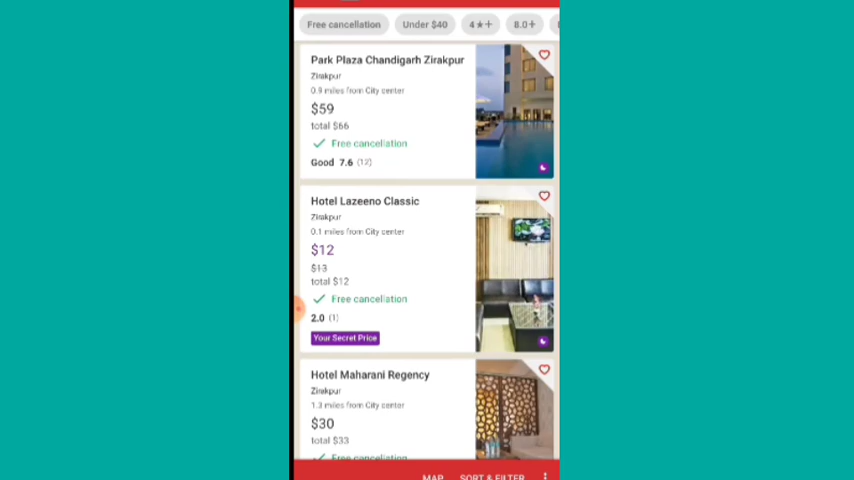 Free cancellation
Under $40
4★+
8.0+
Park Plaza Chandigarh Zirakpur
Zirakpur
0.9 miles from City center
$59
total $66
Free cancellation
Good 7.6 (12)
Hotel Lazeeno Classic
Zirakpur
0.1 miles from City center
$12
$13
total $12
Free cancellation
2.0 (1)
Your Secret Price
Hotel Maharani Regency
Zirakpur
1.3 miles from City center
$30
total $33
Free cancellation
MAP
SORT & FILTER